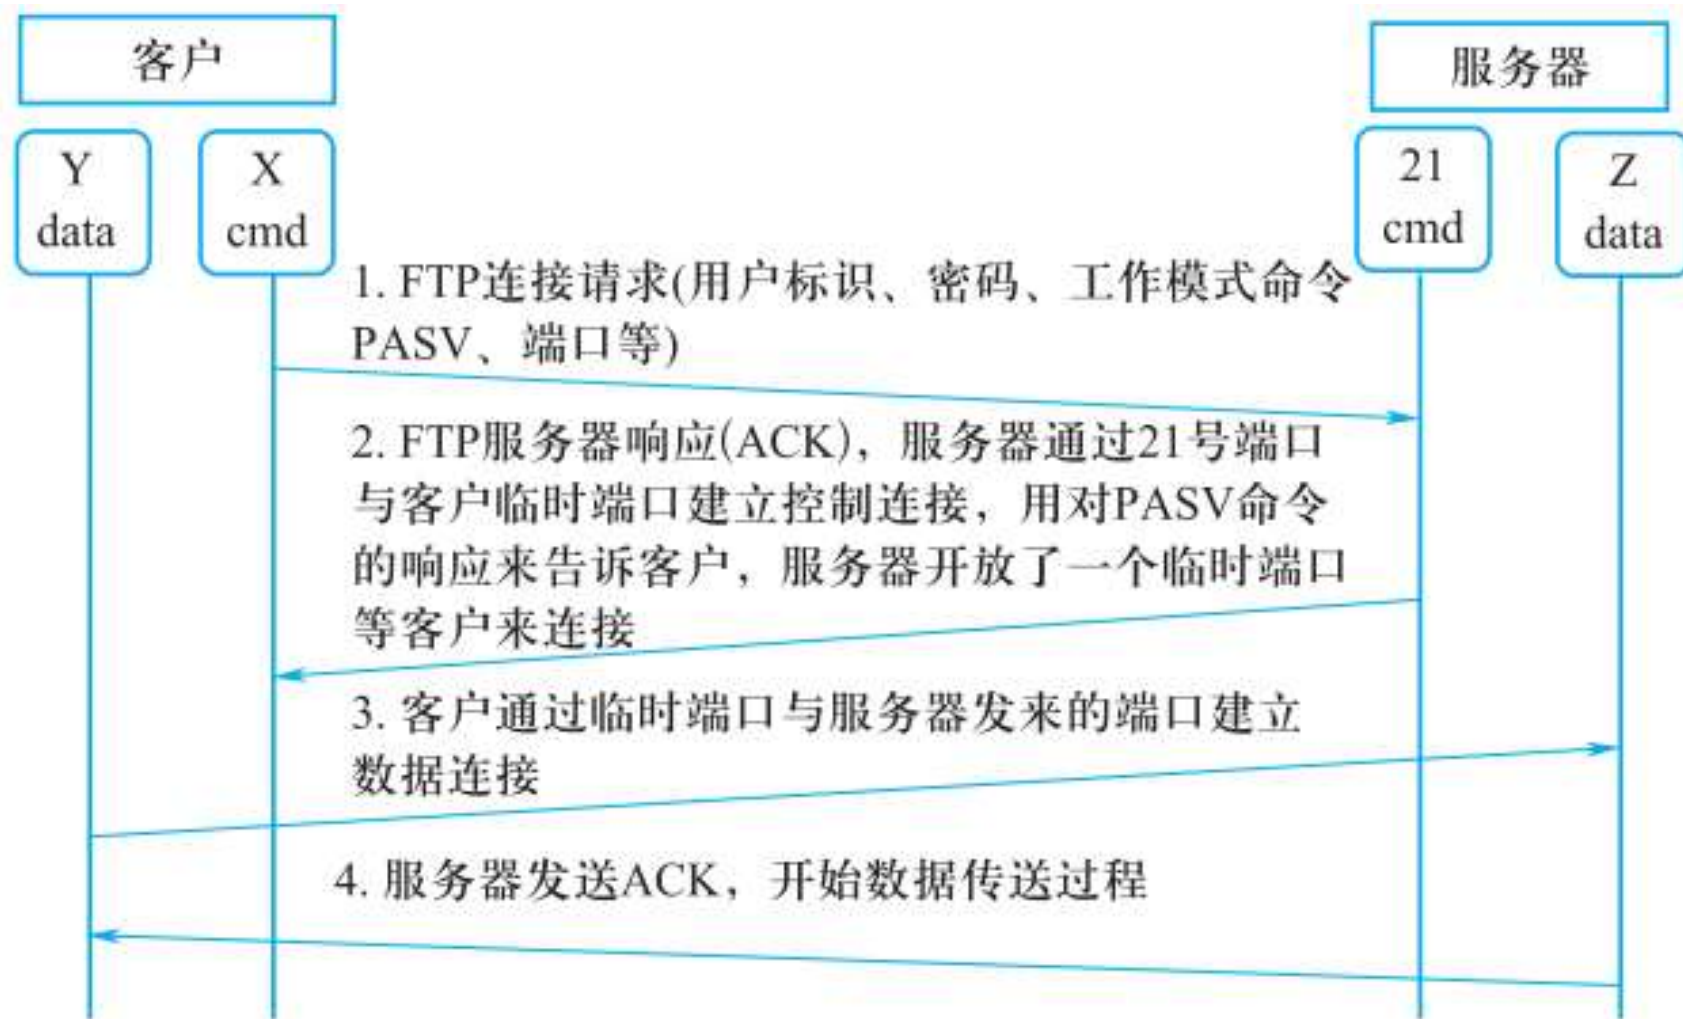 客户
服务器
Y
data
X
cmd
21
cmd
Z
data
1. FTP连接请求(用户标识、密码、工作模式命令
PASV、端口等)
2. FTP服务器响应(ACK)，服务器通过21号端口
与客户临时端口建立控制连接，用对PASV命令
的响应来告诉客户，服务器开放了一个临时端口
等客户来连接
3. 客户通过临时端口与服务器发来的端口建立
数据连接
4. 服务器发送ACK，开始数据传送过程